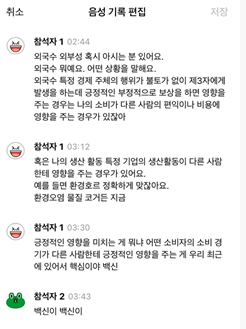 취소
음성 기록 편집
저장
참석자 1 02:44
외국수 외부성 혹시 아시는 분 있어요.
외국수 뭐예요. 어떤 상황을 말해요.
외국수 특정 경제 주체의 행위가 불토가 없이 제3자에게
발생을 하는데 긍정적인 부정적으로 보상을 하면 영향을
주는 경우는 나의 소비가 다른 사람의 편익이나 비용에
영향을 주는 경우가 있잖아
참석자 1 03:12
혹은 나의 생산 활동 특정 기업의 생산활동이 다른 사람
한테 영향을 주는 경우가 있어요.
예를 들면 환경호르 정확하게 맞잖아요.
환경오염 물질 코거든 지금
참석자 1 03:30
긍정적인 영향을 미치는 게 뭐냐 어떤 소비자의 소비 경
기가 다른 사람한테 긍정적인 영향을 주는 게 우리 최근
에 있어서 핵심이야 백신
참석자 2 03:43
백신이 백신이